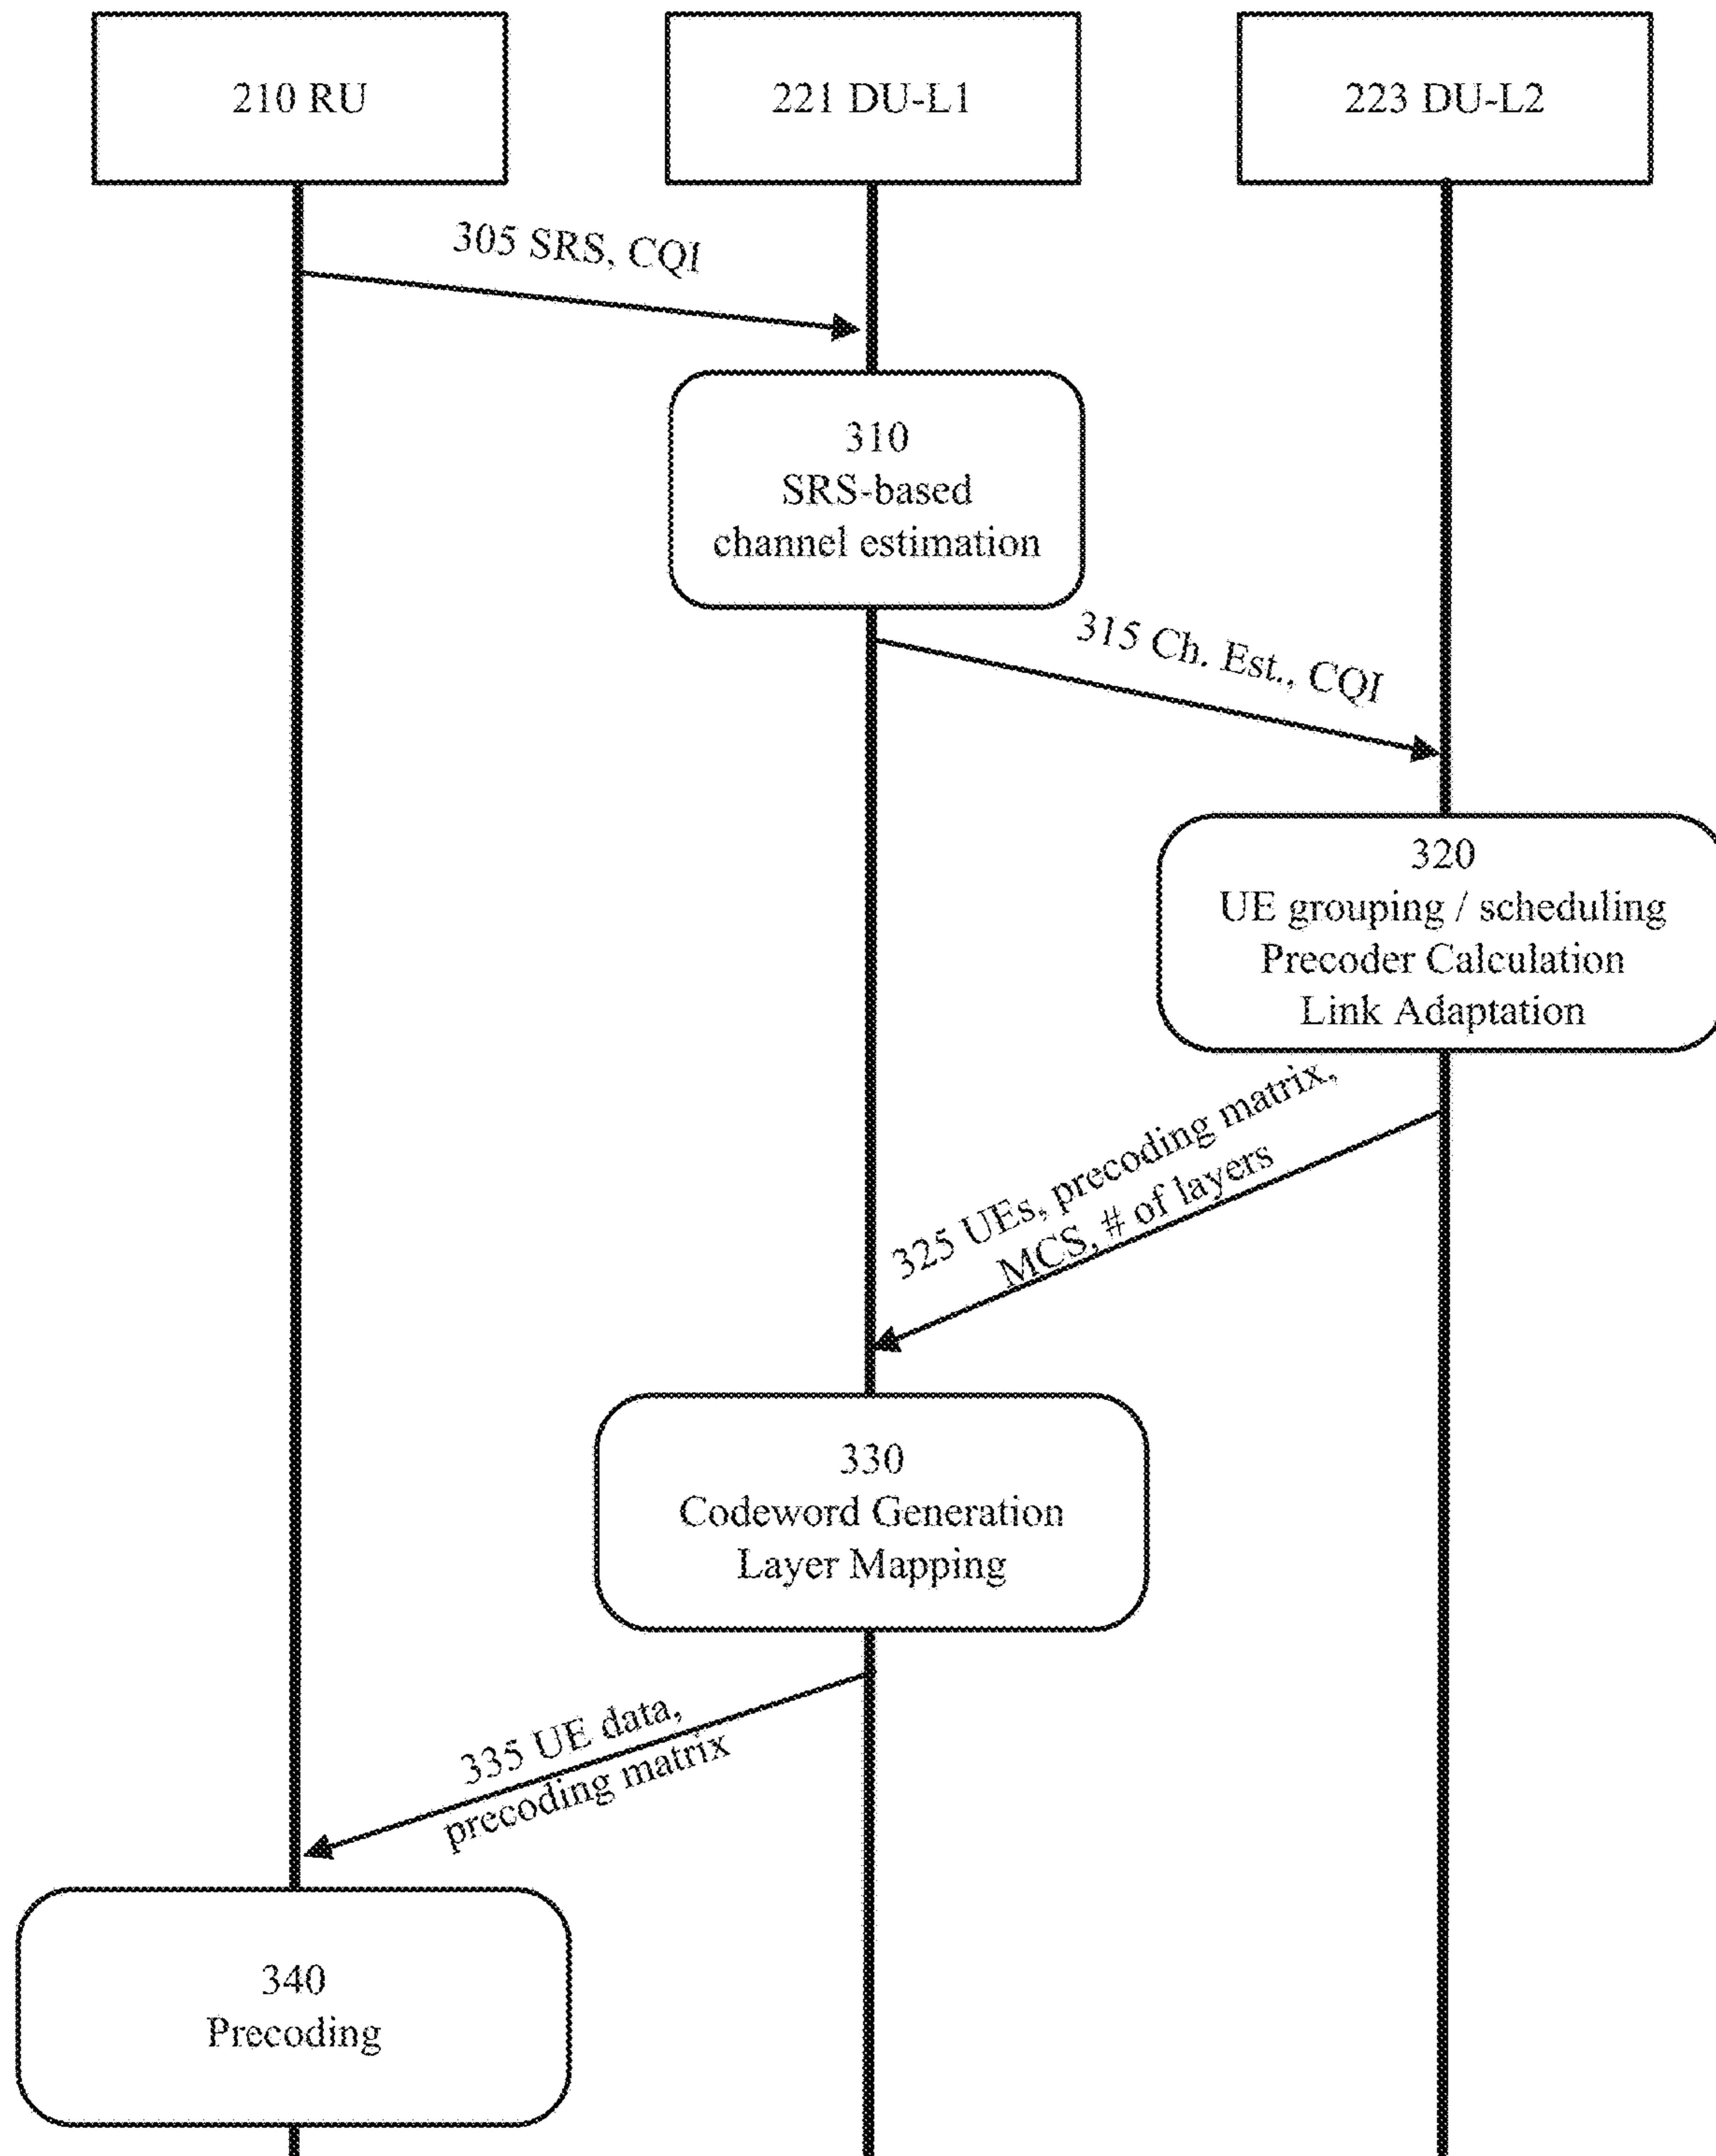 210 RU
221 DU-L1
223 DU-L2
305 SRS, CQI
310
SRS-based
channel estimation
315 Ch. Est., CQI
320
UE grouping / scheduling
Precoder Calculation
Link Adaptation
325 UEs, precoding matrix,
MCS, # of layers
330
Codeword Generation
Layer Mapping
335 UE data,
precoding matrix
340
Precoding